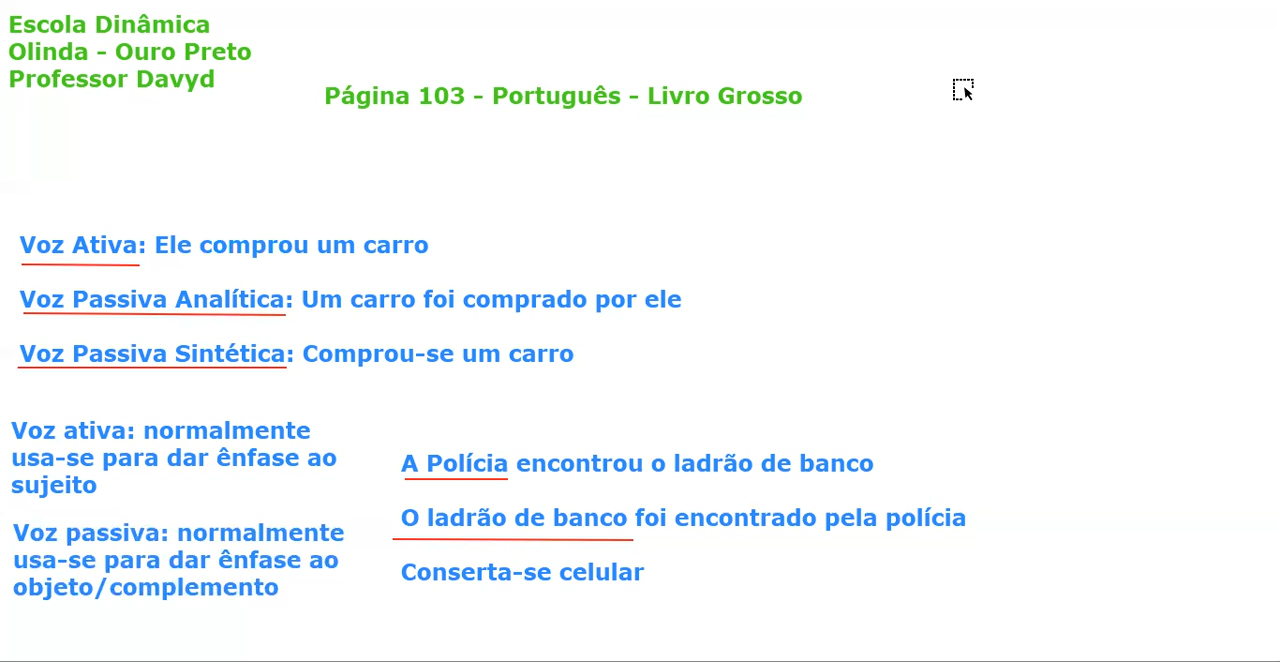 Escola Dinâmica
Olinda - Ouro Preto
Professor Davyd
Página 103 - Português - Livro Grosso
Voz Ativa: Ele comprou um carro
Voz Passiva Analítica: Um carro foi comprado por ele
Voz Passiva Sintética: Comprou-se um carro
Voz ativa: normalmente
usa-se para dar ênfase ao
sujeito
Voz passiva: normalmente
usa-se para dar ênfase ao
objeto/complemento
A Polícia encontrou o ladrão de banco
O ladrão de banco foi encontrado pela polícia
Conserta-se celular